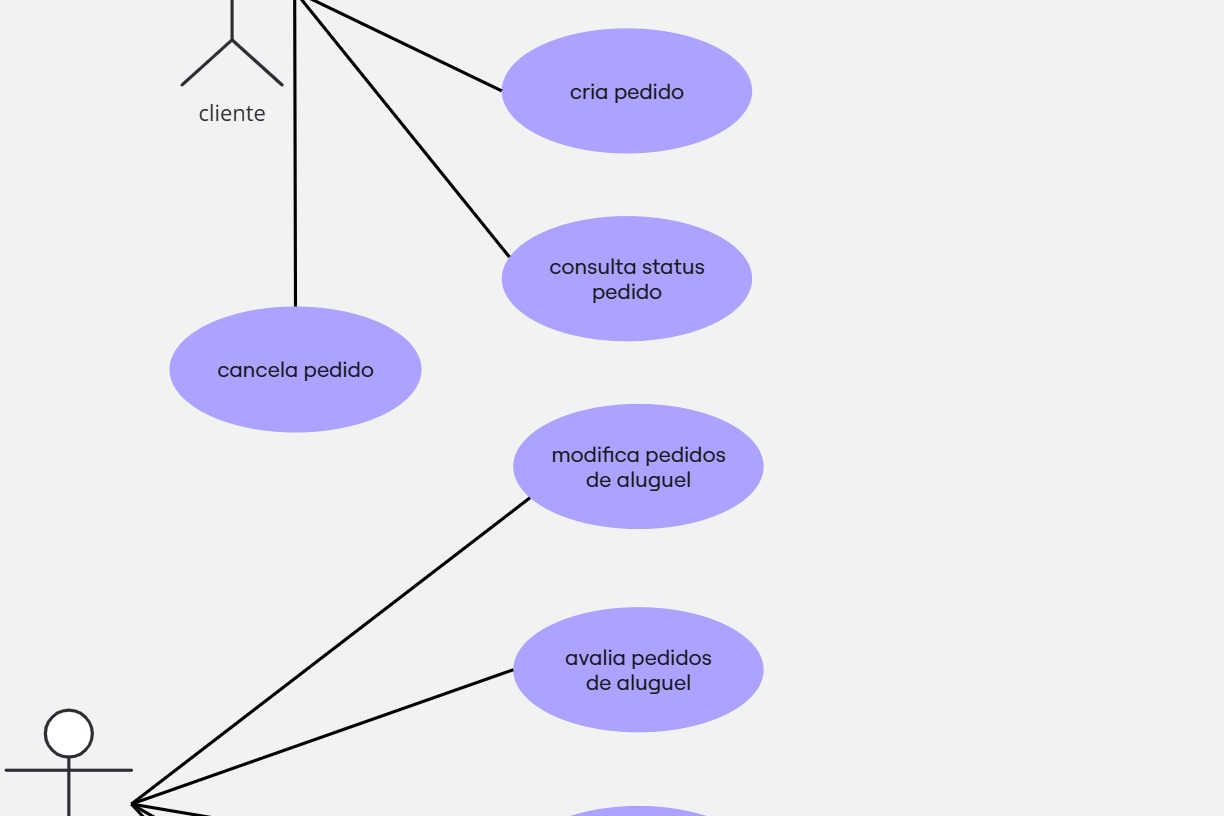 cria pedido
cliente
consulta status
pedido
cancela pedido
modifica pedidos
de aluguel
avalia pedidos
de aluguel